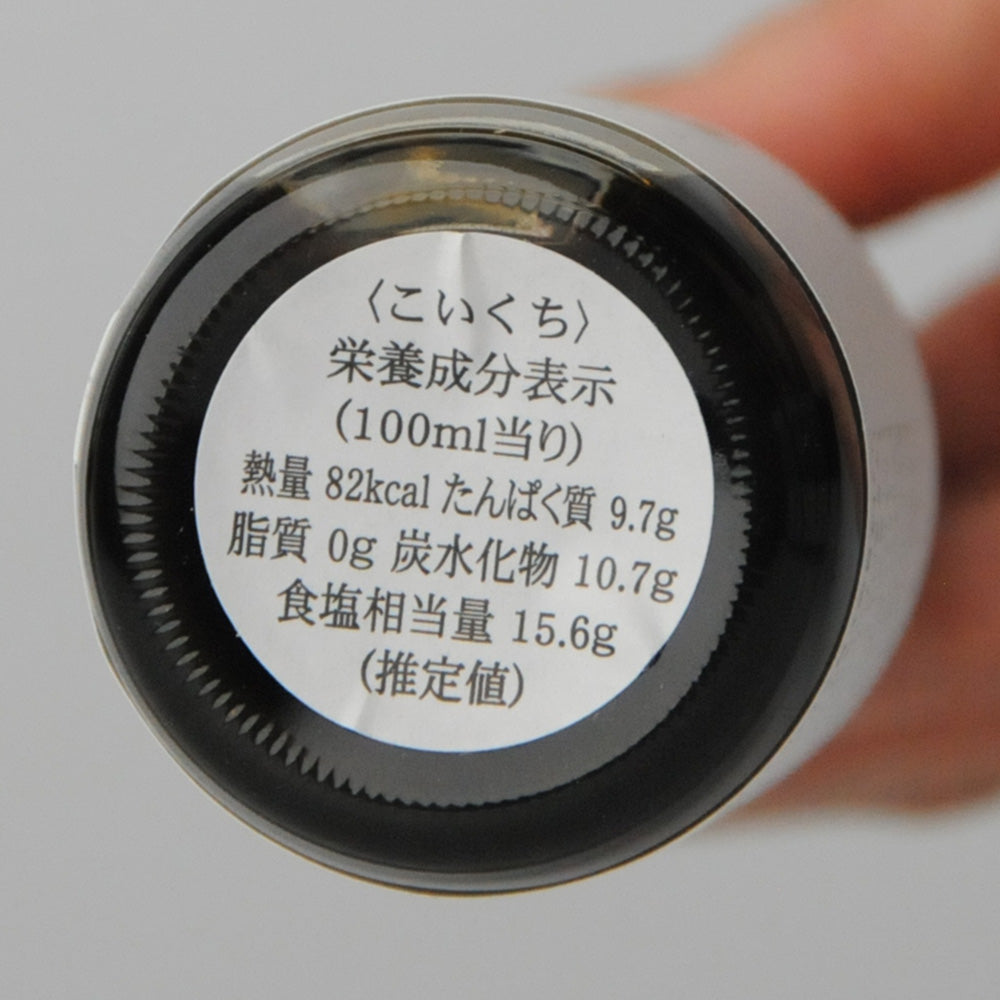 〈こいくち〉
栄養成分表示
(100ml当り)
熱量 82kcal たんぱく質 9.7g
脂質 0g 炭水化物 10.7g
食塩相当量 15.6g
(推定値)